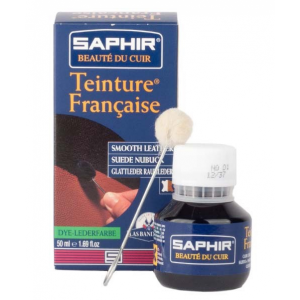 SAPHIR®
BEAUTÉ DU CUIR
Teinture®
Française
SMOOTH LEATHER
SUEDE NUBUCK
GLATTLEDER
DYE-LEDERFARBE
50 ml - 1.69 fl oz
SAPHIR
BEAUTÉ DU CUIR